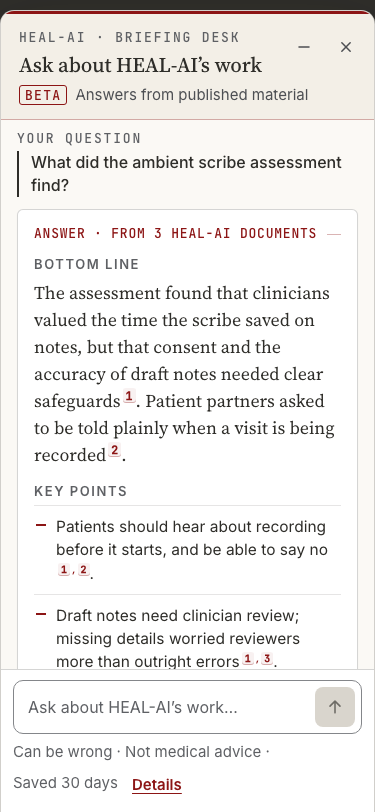 HEAL-AI · BRIEFING DESK
Ask about HEAL-AI’s work
BETA Answers from published material
YOUR QUESTION
What did the ambient scribe assessment
find?
ANSWER · FROM 3 HEAL-AI DOCUMENTS
BOTTOM LINE
The assessment found that clinicians
valued the time the scribe saved on
notes, but that consent and the
accuracy of draft notes needed clear
safeguards 1. Patient partners asked
to be told plainly when a visit is being
recorded 2.
KEY POINTS
Patients should hear about recording
before it starts, and be able to say no
1, 2.
Draft notes need clinician review;
missing details worried reviewers
more than outright errors 1, 3.
Ask about HEAL-AI’s work...
Can be wrong · Not medical advice ·
Saved 30 days Details